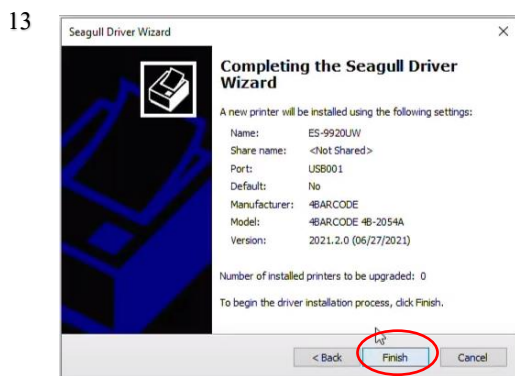 13
Seagull Driver Wizard
Completing the Seagull Driver
Wizard
A new printer will be installed using the following settings:
Name: ES-9920UW
Share name: <Not Shared>
Port: USB001
Default: No
Manufacturer: 4BARCODE
Model: 4BARCODE 4B-2054A
Version: 2021.2.0 (06/27/2021)
Number of installed printers to be upgraded: 0
To begin the driver installation process, click Finish.
< Back Finish Cancel